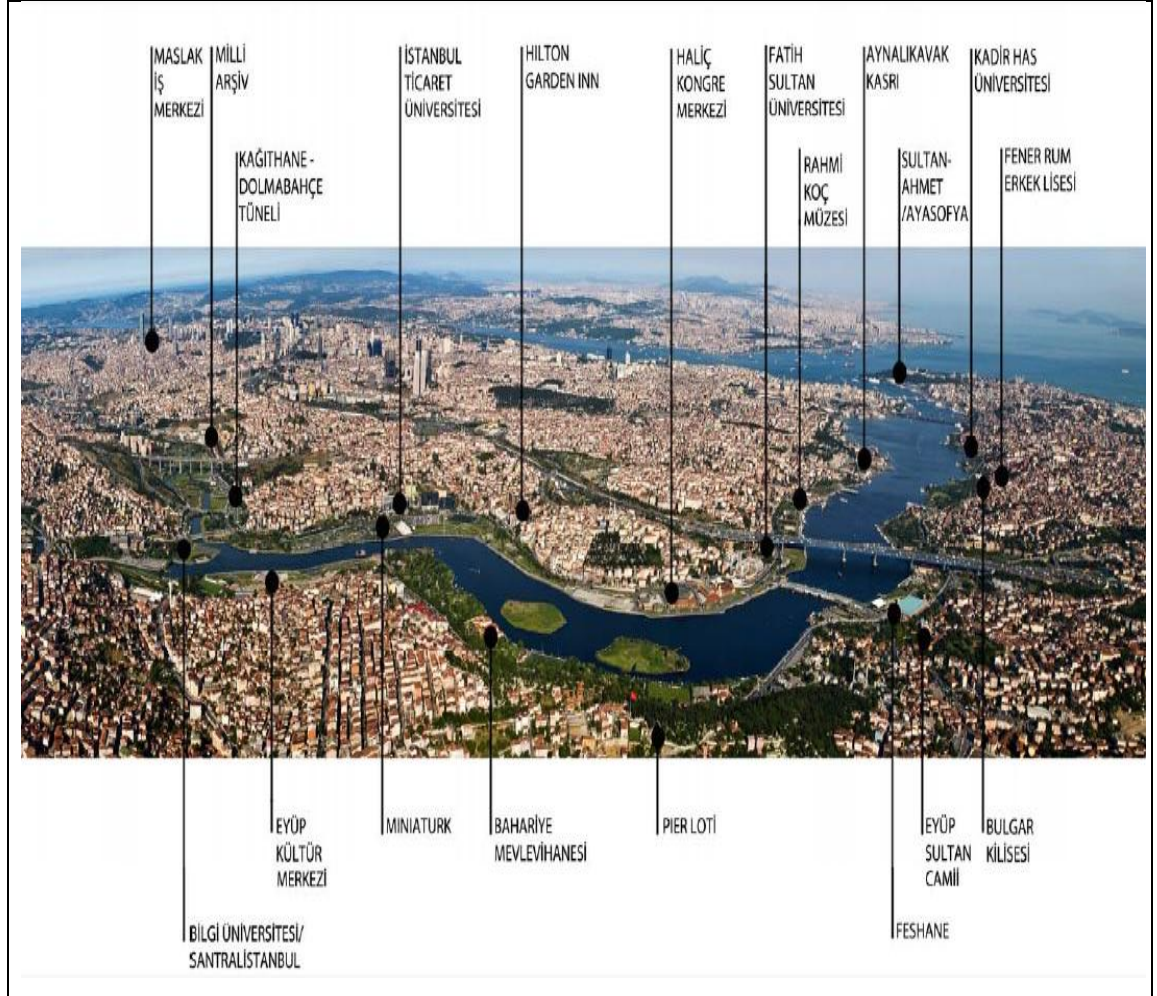 MASLAK
İŞ
MERKEZİ
MİLLİ
ARŞİV
İSTANBUL
TİCARET
ÜNİVERSİTESİ
HILTON
GARDEN INN
HALİÇ
KONGRE
MERKEZİ
FATİH
SULTAN
ÜNİVERSİTESİ
AYNALIKAVAK
KASRI
KADİR HAS
ÜNİVERSİTESİ
KAĞITHANE -
DOLMABAHÇE
TÜNELİ
RAHMİ
KOÇ
MÜZESİ
SULTAN-
AHMET
/AYASOFYA
FENER RUM
ERKEK LİSESİ
EYÜP
KÜLTÜR
MERKEZİ
MINIATURK
BAHARİYE
MEVLEVİHANESİ
PIER LOTİ
EYÜP
SULTAN
CAMİİ
BULGAR
KİLİSESİ
BİLGİ ÜNİVERSİTESİ/
SANTRALİSTANBUL
FESHANE